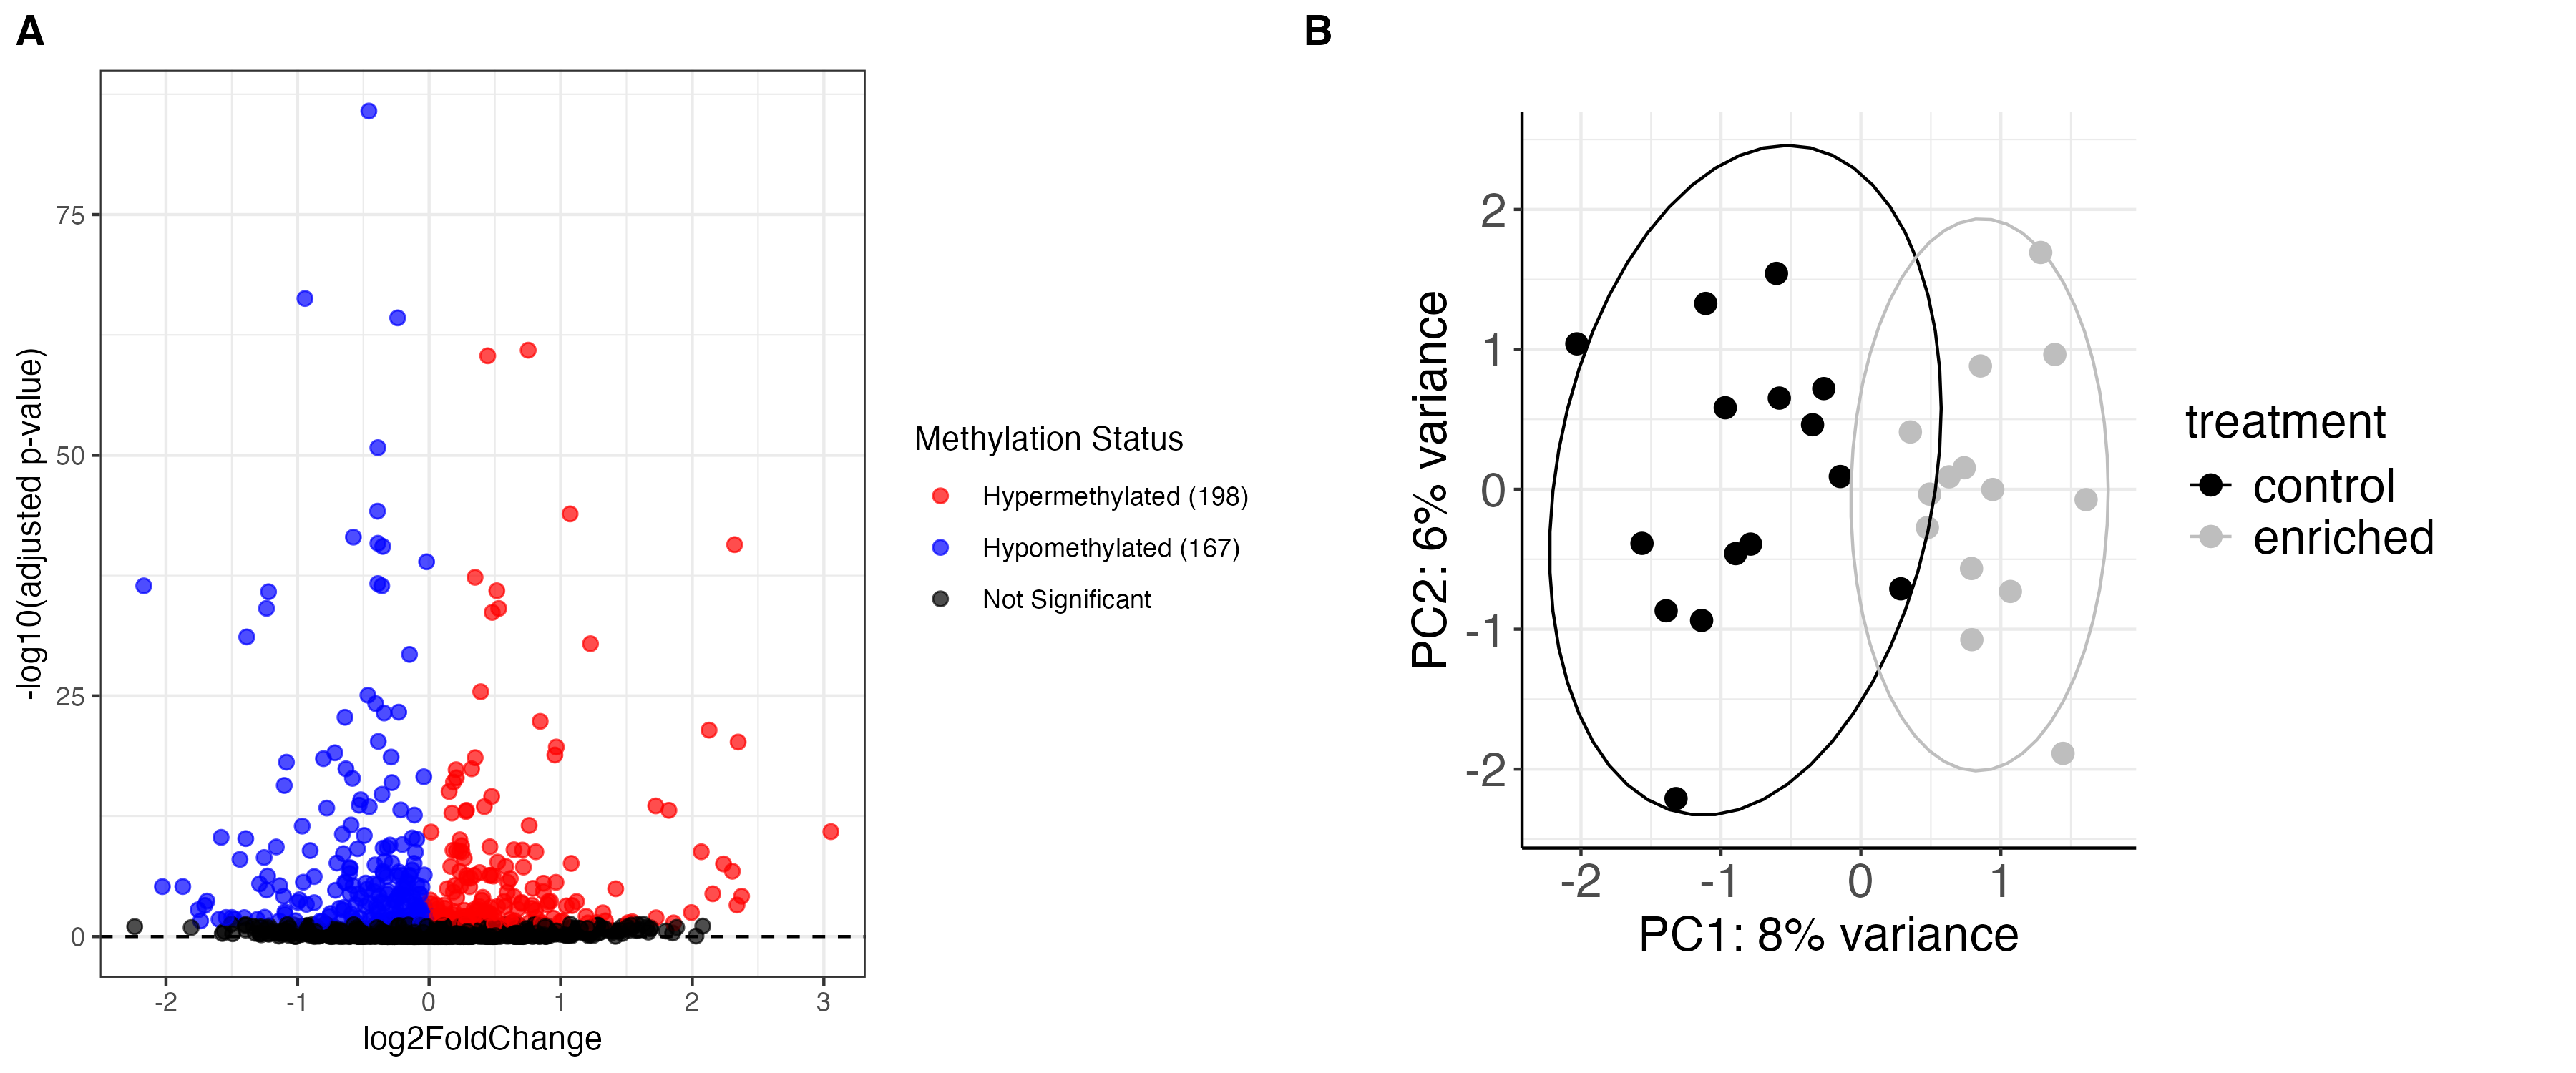 A
75
50
25
0
-2 -1 0 1 2 3
log2FoldChange
-log10(adjusted p-value)
Methylation Status
Hypermethylated (198)
Hypomethylated (167)
Not Significant
B
2
1
0
-1
-2
-2 -1 0 1
PC1: 8% variance
PC2: 6% variance
treatment
control
enriched